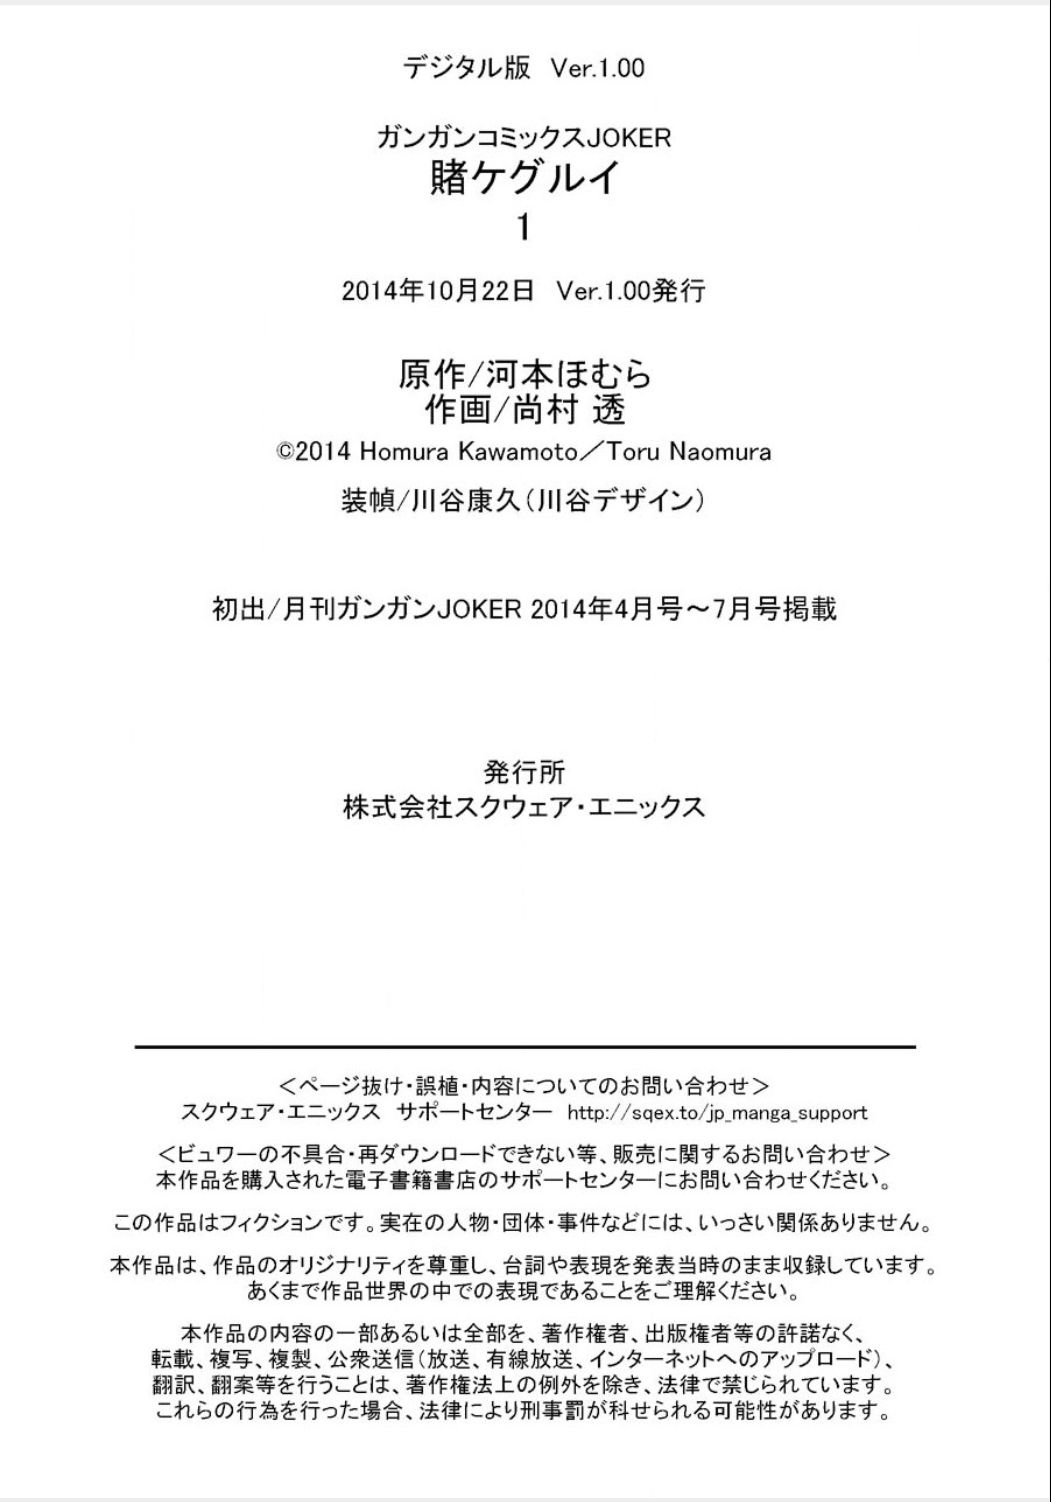 デジタル版 Ver.1.00
ガンガンコミックスJOKER
賭ケグルイ
1
2014年10月22日 Ver.1.00発行
原作/河本ほむら
作画/尚村 透
©2014 Homura Kawamoto／Toru Naomura
装幀/川谷康久(川谷デザイン)
初出/月刊ガンガンJOKER 2014年4月号～7月号掲載
発行所
株式会社スクウェア・エニックス
＜ページ抜け・誤植・内容についてのお問い合わせ＞
スクウェア・エニックス サポートセンター http://sqex.to/jp_manga_support
＜ビュワーの不具合・再ダウンロードできない等、販売に関するお問い合わせ＞
本作品を購入された電子書籍書店のサポートセンターにお問い合わせください。
この作品はフィクションです。実在の人物・団体・事件などには、いっさい関係ありません。
本作品は、作品のオリジナリティを尊重し、台詞や表現を発表当時のまま収録しています。
あくまで作品世界の中での表現であることをご理解ください。
本作品の内容の一部あるいは全部を、著作権者、出版権者等の許諾なく、
転載、複写、複製、公衆送信(放送、有線放送、インターネットへのアップロード)、
翻訳、翻案等を行うことは、著作権法上の例外を除き、法律で禁じられています。
これらの行為を行った場合、法律により刑事罰が科せられる可能性があります。